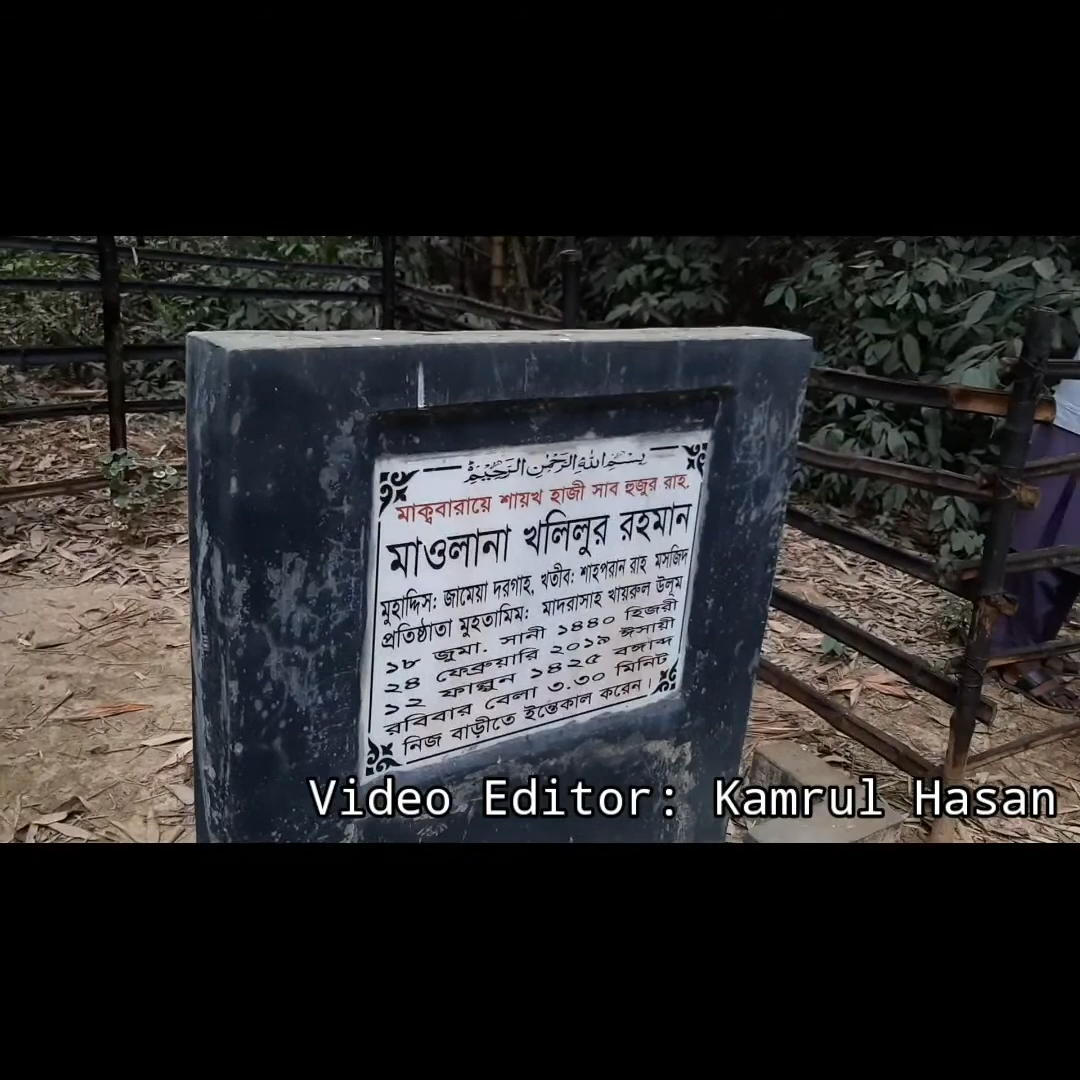 بسم الله الرحمن الرحيم
মাক্ববারায়ে শায়খ হাজী সাব হুজুর রাহ.
মাওলানা খলিলুর রহমান
মুহাদ্দিস: জামেয়া দরগাহ, খতীব: শাহপরান রাহ মসজিদ
প্রতিষ্ঠাতা মুহতামিম: মাদরাসাহ খায়রুল উলূম
১৮ জুমা. সানী ১৪৪০ হিজরী
২৪ ফেব্রুয়ারি ২০১৯ ঈসায়ী
১২ ফাল্গুন ১৪২৫ বঙ্গাব্দ
রবিবার বেলা ৩.৩০ মিনিট
নিজ বাড়ীতে ইন্তেকাল করেন।
Video Editor: Kamrul Hasan